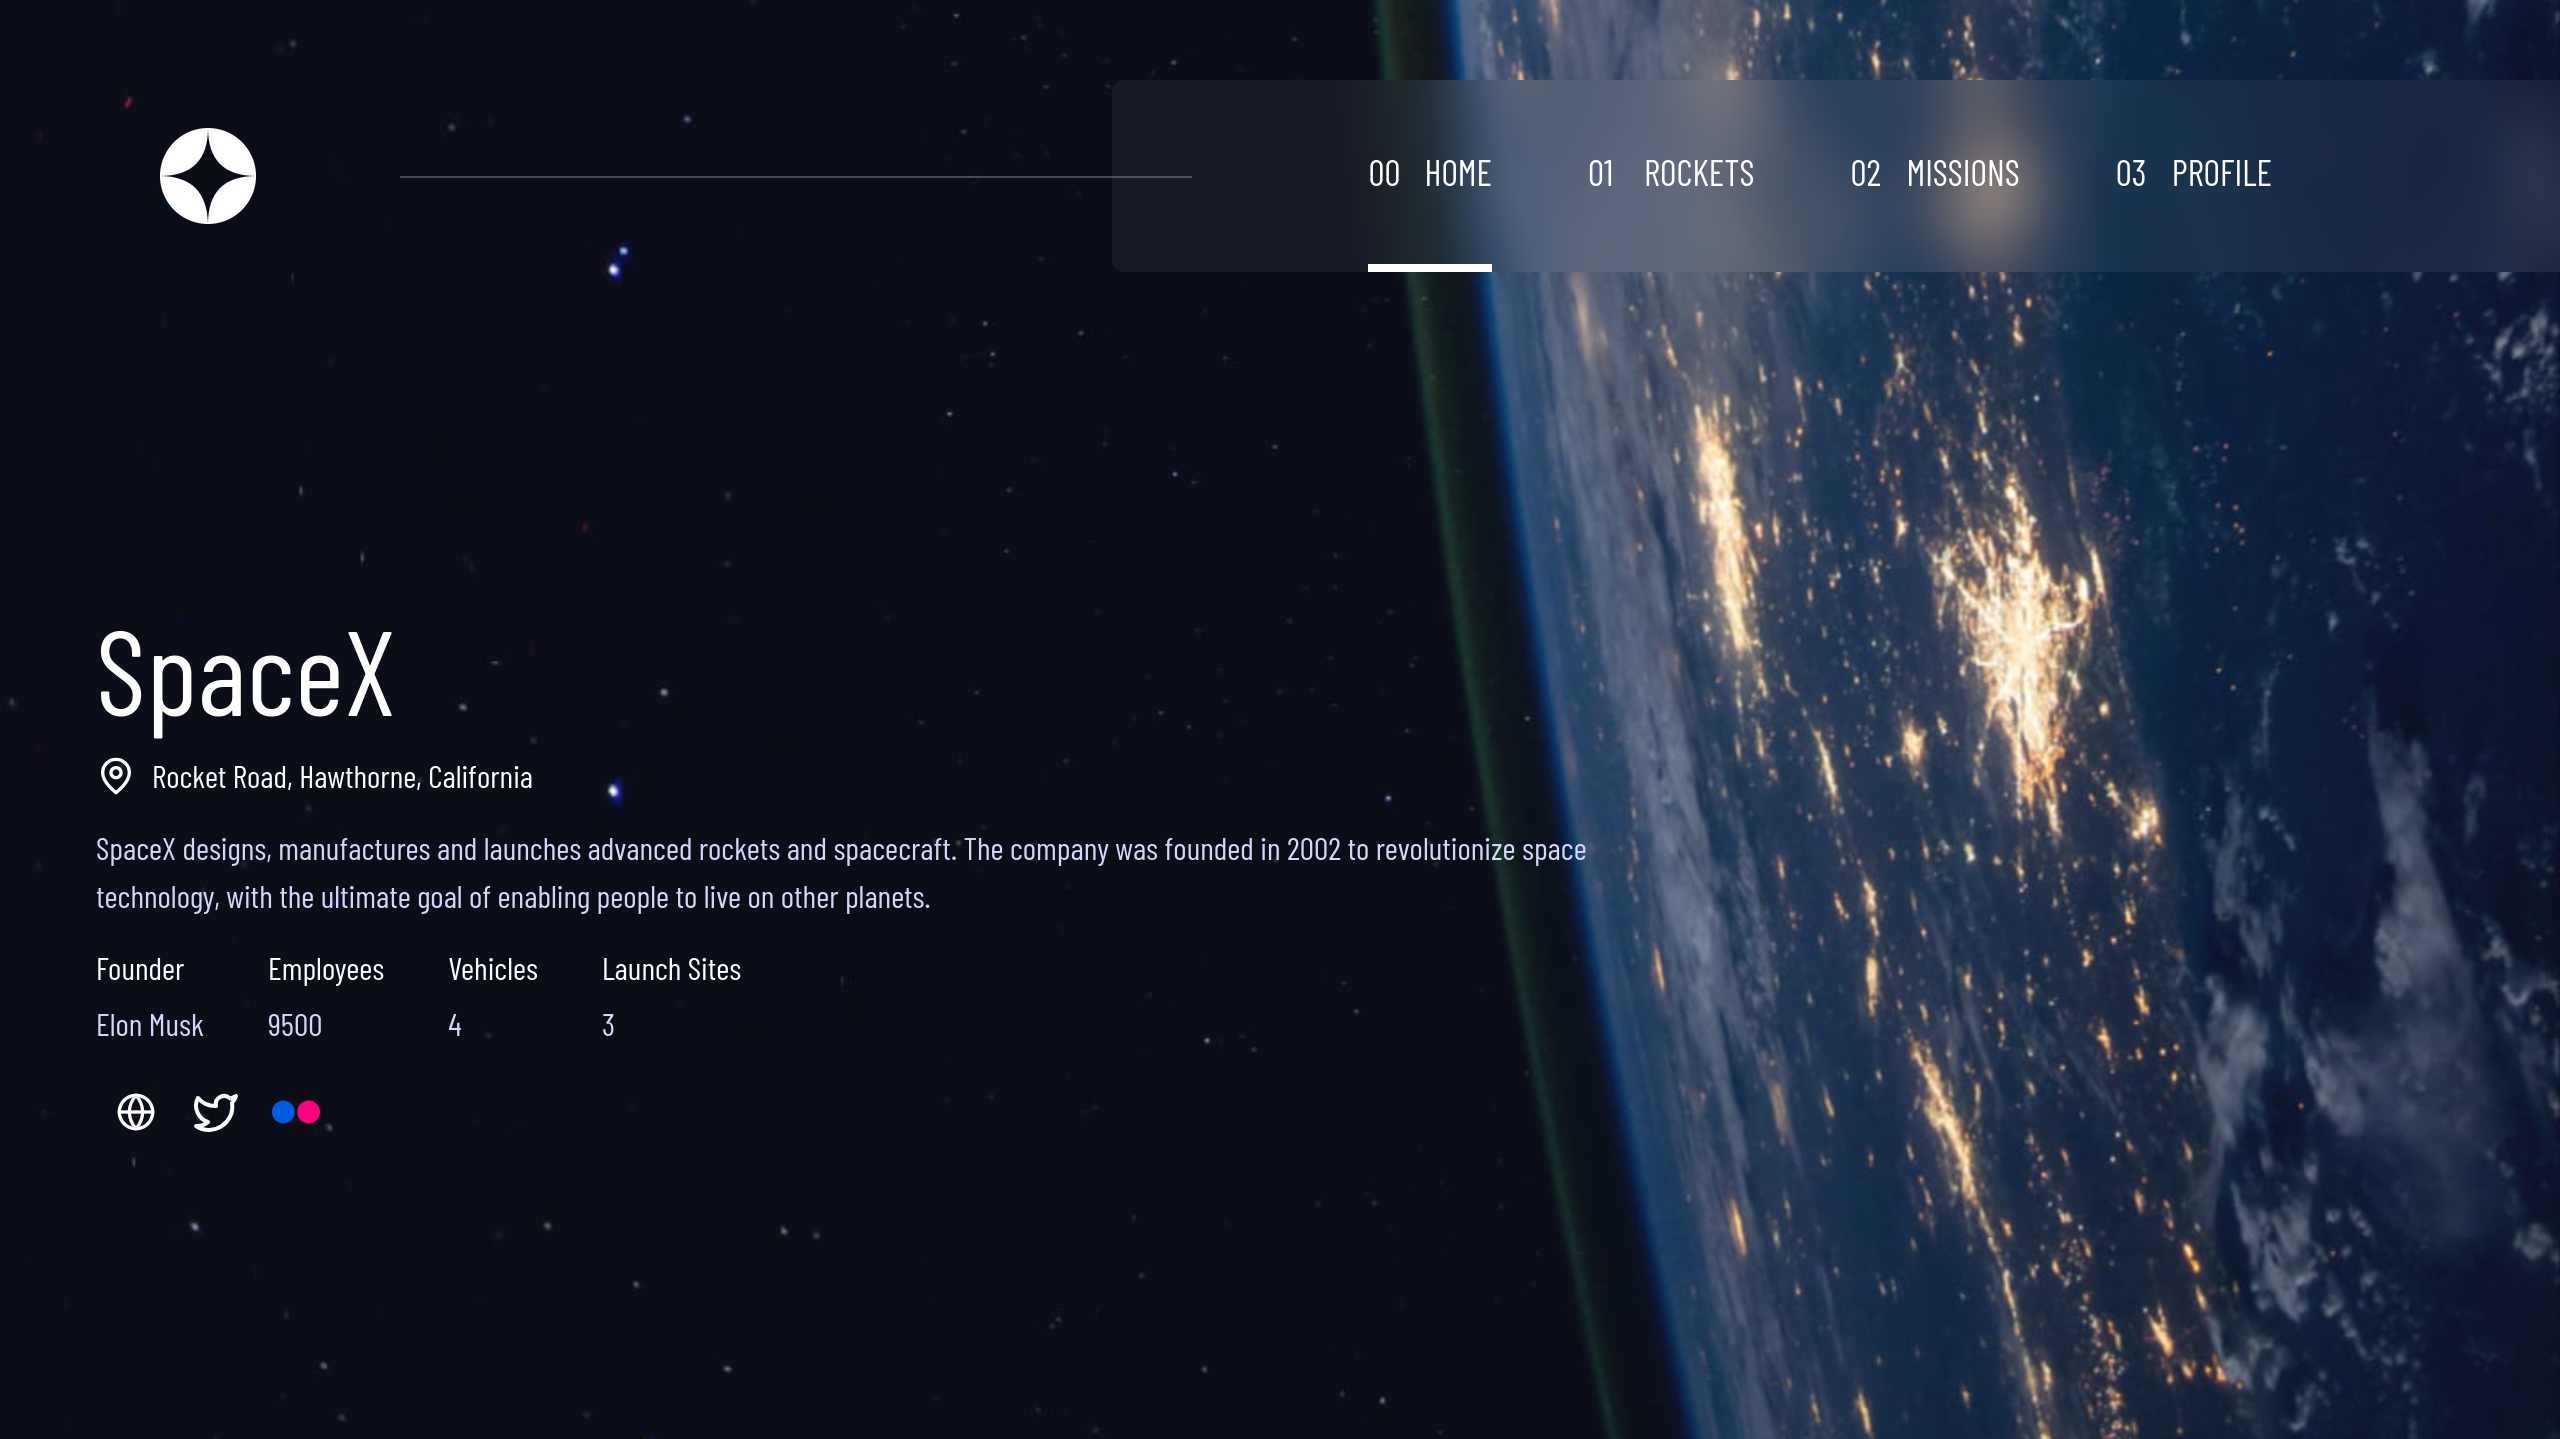 00 HOME 01 ROCKETS 02 MISSIONS 03 PROFILE
SpaceX
Rocket Road, Hawthorne, California
SpaceX designs, manufactures and launches advanced rockets and spacecraft. The company was founded in 2002 to revolutionize space
technology, with the ultimate goal of enabling people to live on other planets.
Founder Employees Vehicles Launch Sites
Elon Musk 9500 4 3